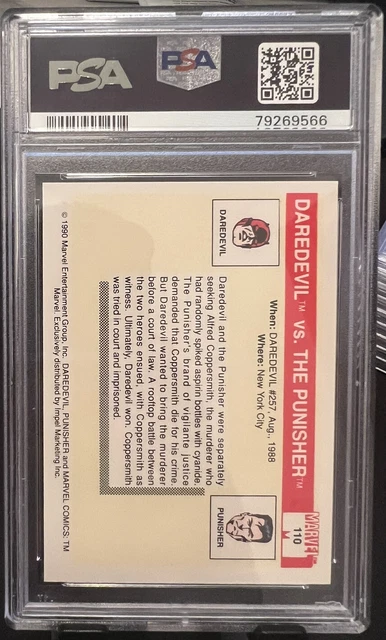 PSA
PSA
79269566
DAREDEVIL™ vs. THE PUNISHER™
MARVEL
110
When: DAREDEVIL #257, Aug., 1988
Where: New York City
DAREDEVIL
PUNISHER
Daredevil and the Punisher were separately
seeking Alfred Coppersmith, the murderer who
had randomly spiked aspirin bottles with cyanide.
The Punisher's brand of vigilante justice
demanded that Coppersmith die for his crime.
But Daredevil wanted to bring the murderer
before a court of law. A rooftop battle between
the two heroes ensued, with Coppersmith as
witness. Ultimately, Daredevil won. Coppersmith
was tried in court and imprisoned.
© 1990 Marvel Entertainment Group, Inc. DAREDEVIL, PUNISHER and MARVEL COMICS: TM
Marvel. Exclusively distributed by Impel Marketing Inc.